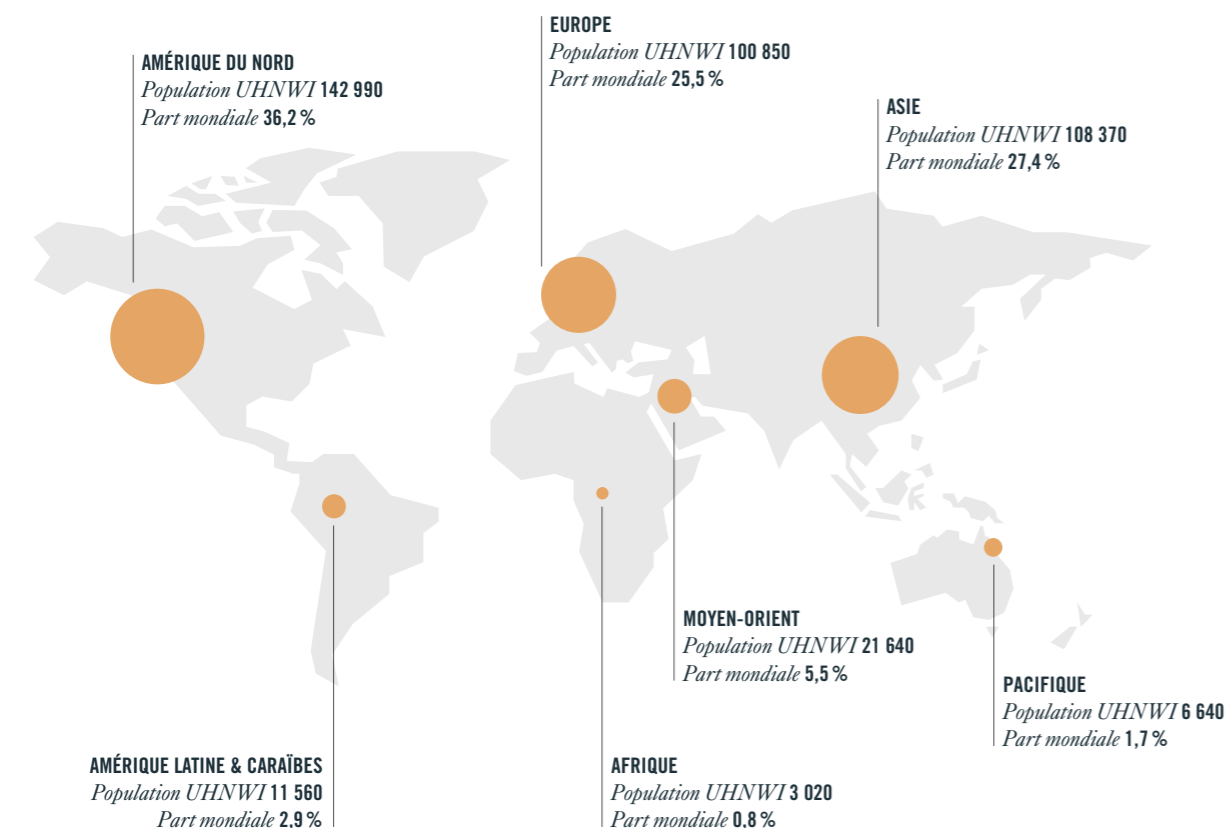 EUROPE
Population UHNWI 100 850
Part mondiale 25,5 %
AMÉRIQUE DU NORD
Population UHNWI 142 990
Part mondiale 36,2 %
ASIE
Population UHNWI 108 370
Part mondiale 27,4 %
MOYEN-ORIENT
Population UHNWI 21 640
Part mondiale 5,5 %
PACIFIQUE
Population UHNWI 6 640
Part mondiale 1,7 %
AMÉRIQUE LATINE & CARAÏBES
Population UHNWI 11 560
Part mondiale 2,9 %
AFRIQUE
Population UHNWI 3 020
Part mondiale 0,8 %